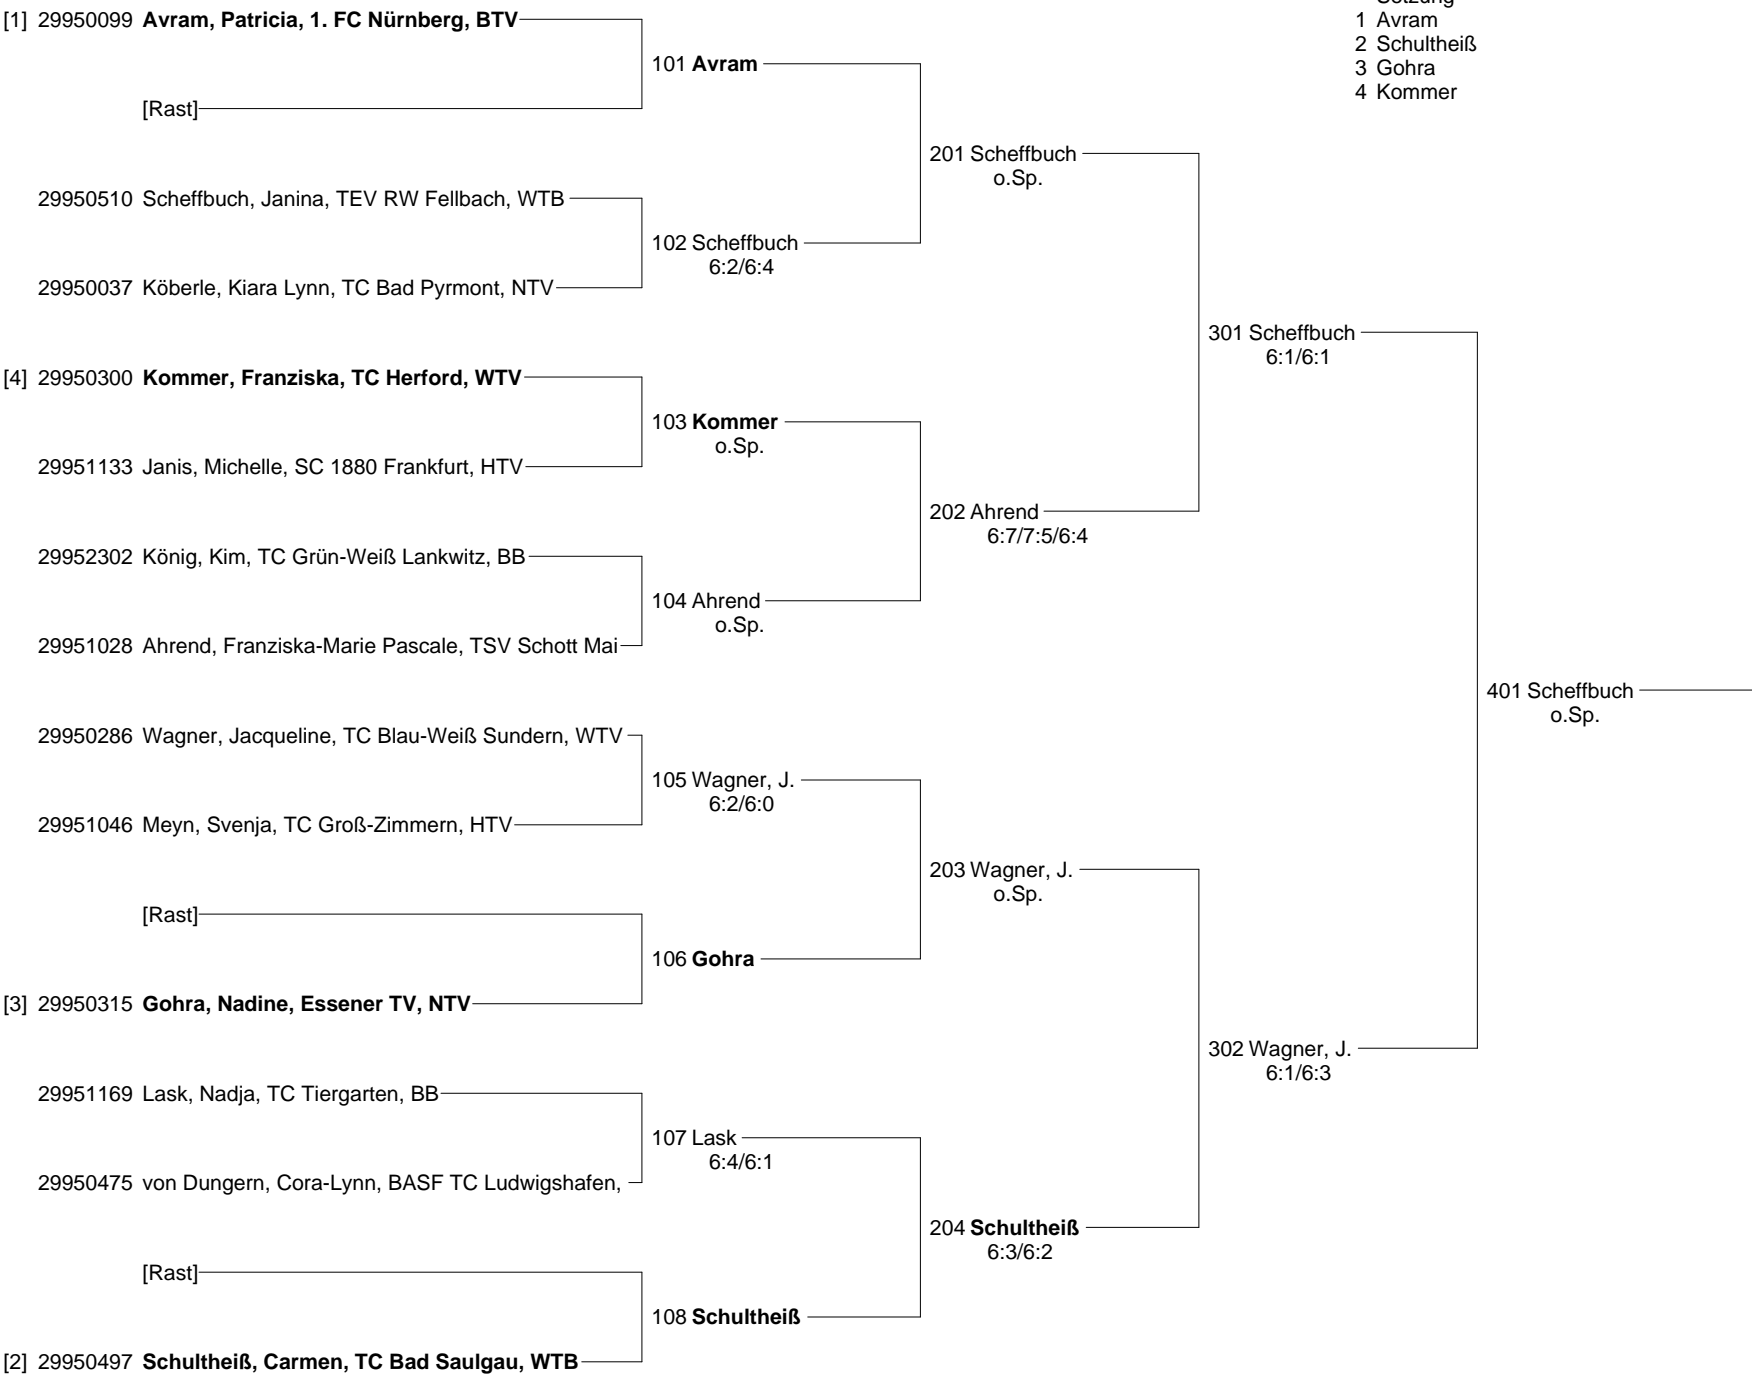 Setzung
1 Avram
2 Schultheiß
3 Gohra
4 Kommer
[1] 29950099 Avram, Patricia, 1. FC Nürnberg, BTV
101 Avram
[Rast]
201 Scheffbuch
o.Sp.
29950510 Scheffbuch, Janina, TEV RW Fellbach, WTB
102 Scheffbuch
6:2/6:4
29950037 Köberle, Kiara Lynn, TC Bad Pyrmont, NTV
301 Scheffbuch
6:1/6:1
[4] 29950300 Kommer, Franziska, TC Herford, WTV
103 Kommer
o.Sp.
29951133 Janis, Michelle, SC 1880 Frankfurt, HTV
202 Ahrend
6:7/7:5/6:4
29952302 König, Kim, TC Grün-Weiß Lankwitz, BB
104 Ahrend
o.Sp.
29951028 Ahrend, Franziska-Marie Pascale, TSV Schott Mai
401 Scheffbuch
o.Sp.
29950286 Wagner, Jacqueline, TC Blau-Weiß Sundern, WTV
105 Wagner, J.
6:2/6:0
29951046 Meyn, Svenja, TC Groß-Zimmern, HTV
203 Wagner, J.
o.Sp.
[Rast]
106 Gohra
[3] 29950315 Gohra, Nadine, Essener TV, NTV
302 Wagner, J.
6:1/6:3
29951169 Lask, Nadja, TC Tiergarten, BB
107 Lask
6:4/6:1
29950475 von Dungern, Cora-Lynn, BASF TC Ludwigshafen,
204 Schultheiß
6:3/6:2
[Rast]
108 Schultheiß
[2] 29950497 Schultheiß, Carmen, TC Bad Saulgau, WTB